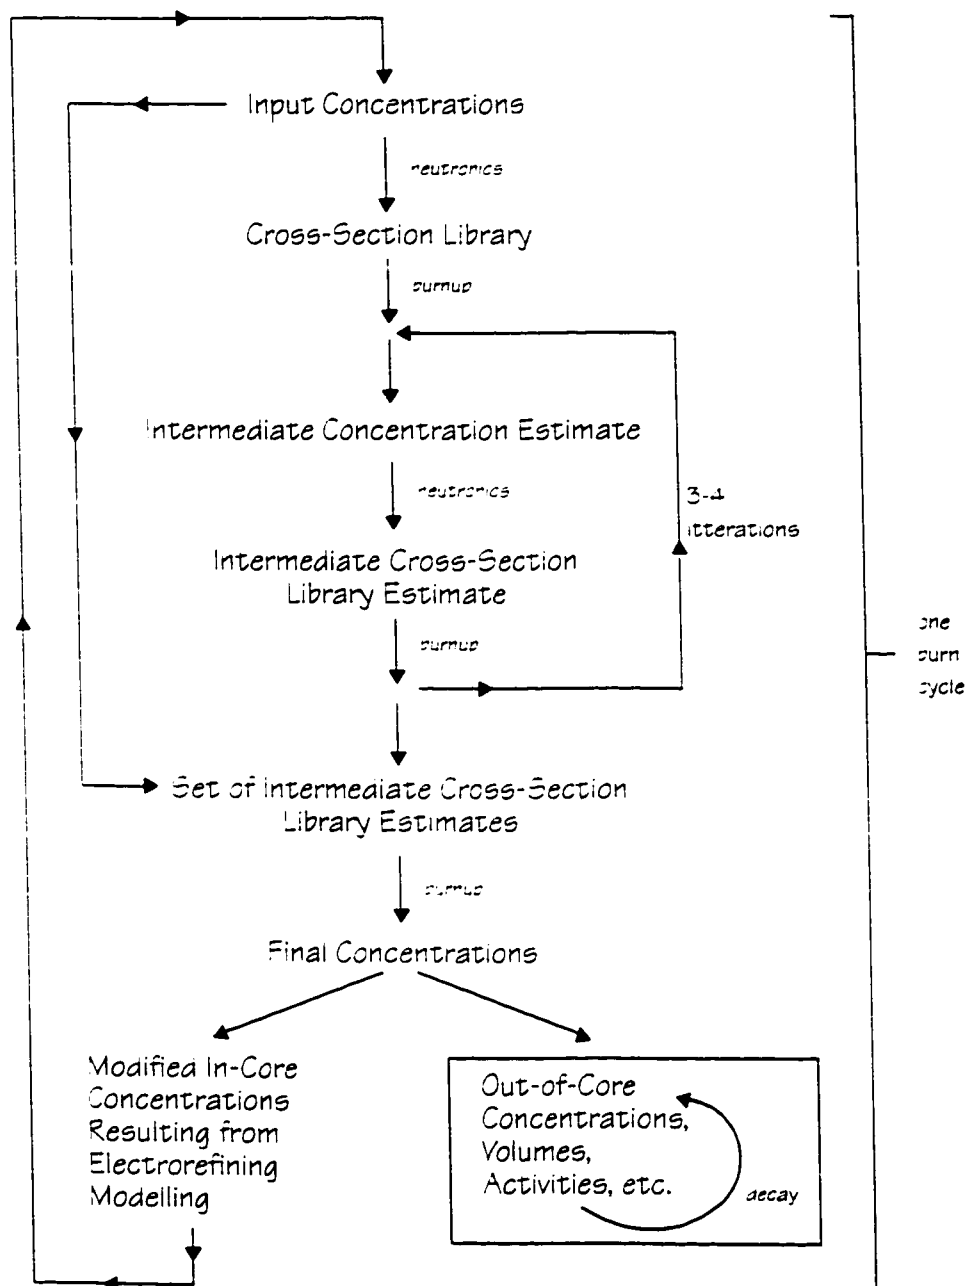 Input Concentrations
neutronics
Cross-Section Library
burnup
Intermediate Concentration Estimate
neutronics
3-4
itterations
Intermediate Cross-Section
Library Estimate
burnup
one
burn
cycle
Set of Intermediate Cross-Section
Library Estimates
burnup
Final Concentrations
Modified In-Core
Concentrations
Resulting from
Electrorefining
Modelling
Out-of-Core
Concentrations,
Volumes,
Activities, etc.
decay